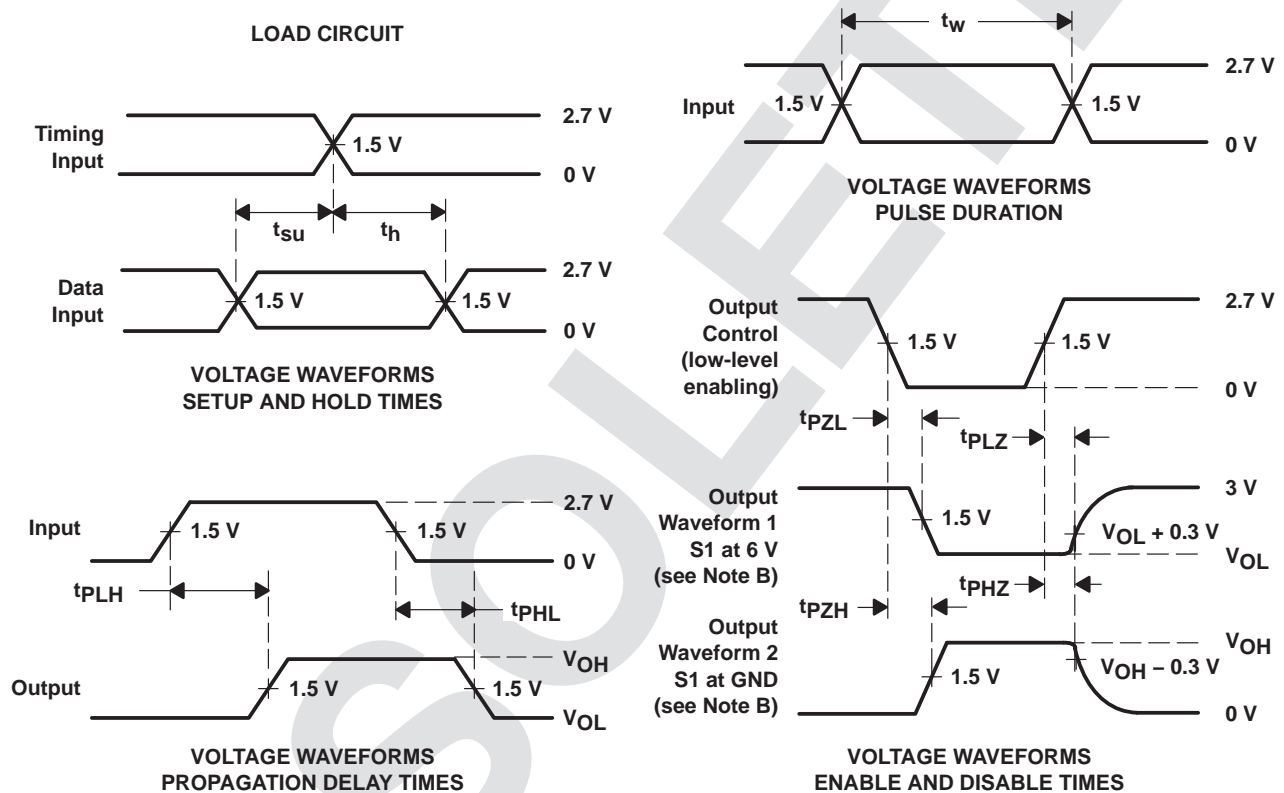 LOAD CIRCUIT
Timing
Input
2.7 V
1.5 V
0 V
tsu
th
Data
Input
2.7 V
1.5 V
1.5 V
0 V
VOLTAGE WAVEFORMS
SETUP AND HOLD TIMES
tw
Input
2.7 V
1.5 V
1.5 V
0 V
VOLTAGE WAVEFORMS
PULSE DURATION
Input
2.7 V
1.5 V
1.5 V
0 V
tPLH
tPHL
Output
VOH
1.5 V
1.5 V
VOL
VOLTAGE WAVEFORMS
PROPAGATION DELAY TIMES
Output
Control
(low-level
enabling)
2.7 V
1.5 V
1.5 V
0 V
tPZL
tPLZ
Output
Waveform 1
S1 at 6 V
(see Note B)
3 V
1.5 V
VOL + 0.3 V
VOL
tPHZ
tPZH
Output
Waveform 2
S1 at GND
(see Note B)
VOH
1.5 V
VOH − 0.3 V
0 V
VOLTAGE WAVEFORMS
ENABLE AND DISABLE TIMES
SOLET